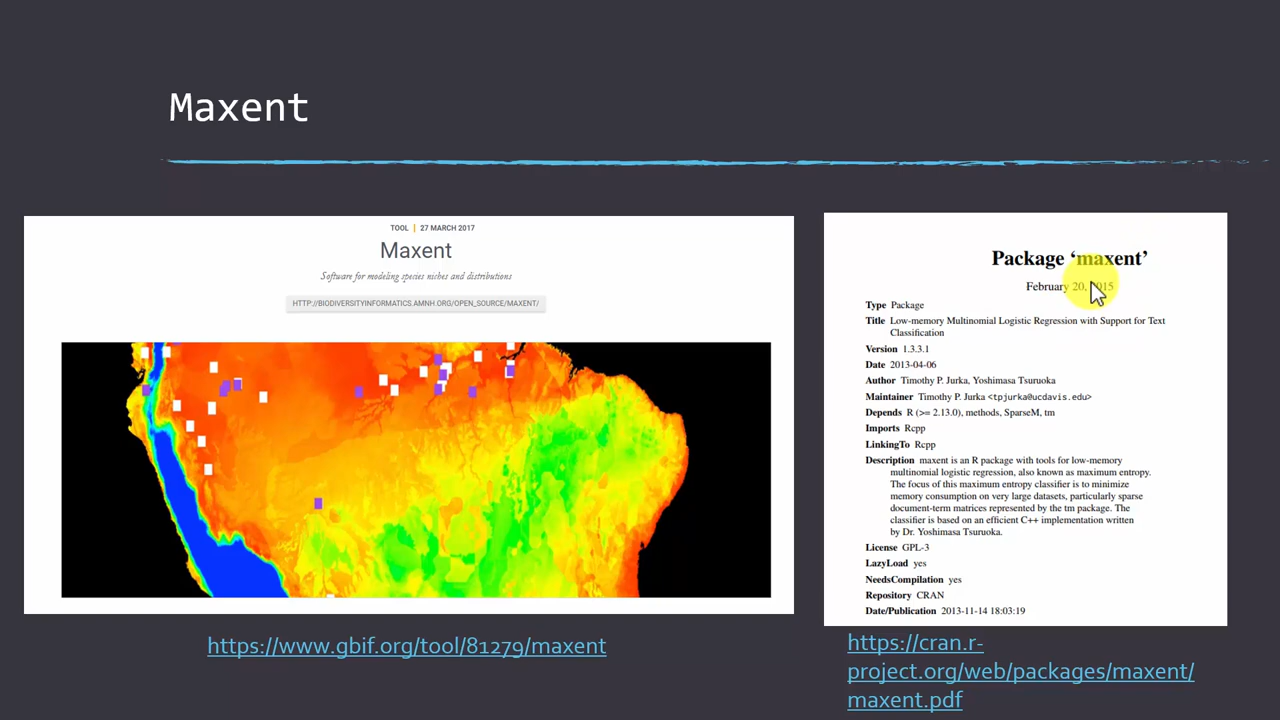 Maxent
TOOL | 27 MARCH 2017
Maxent
Software for modeling species niches and distributions
HTTP://BIODIVERSITYINFORMATICS.AMNH.ORG/OPEN_SOURCE/MAXENT/
https://www.gbif.org/tool/81279/maxent
Package ‘maxent’
February 20, 2015
Type Package
Title Low-memory Multinomial Logistic Regression with Support for Text
Classification
Version 1.3.3.1
Date 2013-04-06
Author Timothy P. Jurka, Yoshimasa Tsuruoka
Maintainer Timothy P. Jurka <tpjurka@ucdavis.edu>
Depends R (>= 2.13.0), methods, SparseM, tm
Imports Rcpp
LinkingTo Rcpp
Description maxent is an R package with tools for low-memory
multinomial logistic regression, also known as maximum entropy.
The focus of this maximum entropy classifier is to minimize
memory consumption on very large datasets, particularly sparse
document-term matrices represented by the tm package. The
classifier is based on an efficient C++ implementation written
by Dr. Yoshimasa Tsuruoka.
License GPL-3
LazyLoad yes
NeedsCompilation yes
Repository CRAN
Date/Publication 2013-11-14 18:03:19
https://cran.r-
project.org/web/packages/maxent/
maxent.pdf